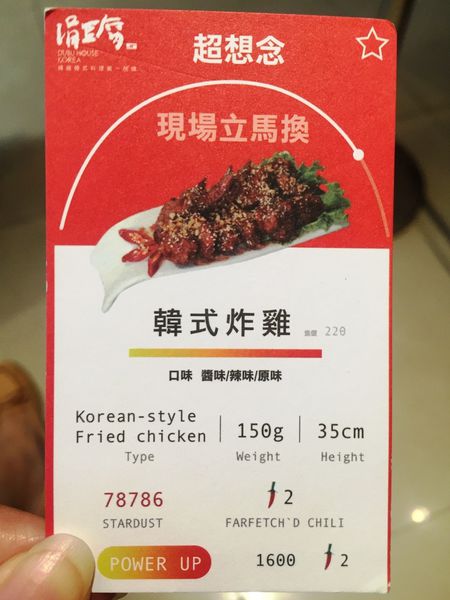 涓豆腐
DUBU HOUSE
KOREA
超想念
現場立馬換
韓式炸雞 售價 220
口味 醬味/辣味/原味
Korean-style Fried chicken
Type
150g
Weight
35cm
Height
78786
STARDUST
2
FARFETCH`D CHILI
POWER UP
1600 2